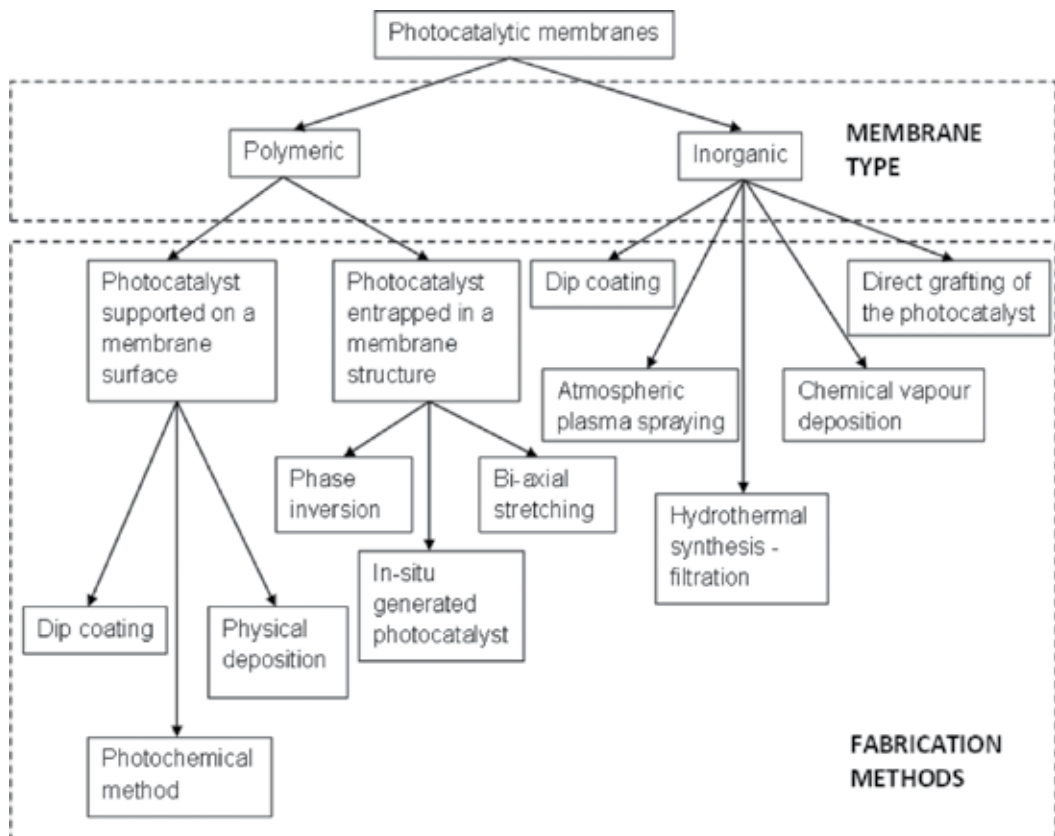 Photocatalytic membranes
MEMBRANE
TYPE
Polymeric
Inorganic
Photocatalyst
supported on a
membrane
surface
Photocatalyst
entrapped in a
membrane
structure
Dip coating
Direct grafting of
the photocatalyst
Atmospheric
plasma spraying
Chemical vapour
deposition
Phase
inversion
Bi-axial
stretching
Hydrothermal
synthesis -
filtration
In-situ
generated
photocatalyst
Dip coating
Physical
deposition
Photochemical
method
FABRICATION
METHODS